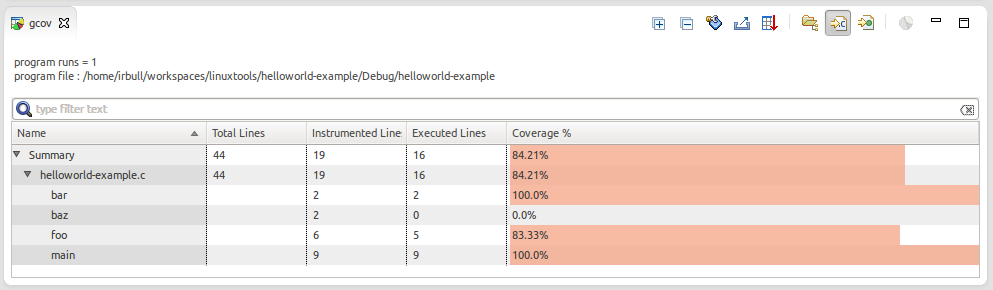 gcov
program runs = 1
program file : /home/irbull/workspaces/linuxtools/helloworld-example/Debug/helloworld-example
type filter text
Name Total Lines Instrumented Lines Executed Lines Coverage %
Summary 44 19 16 84.21%
helloworld-example.c 44 19 16 84.21%
bar 2 2 100.0%
baz 2 0 0.0%
foo 6 5 83.33%
main 9 9 100.0%